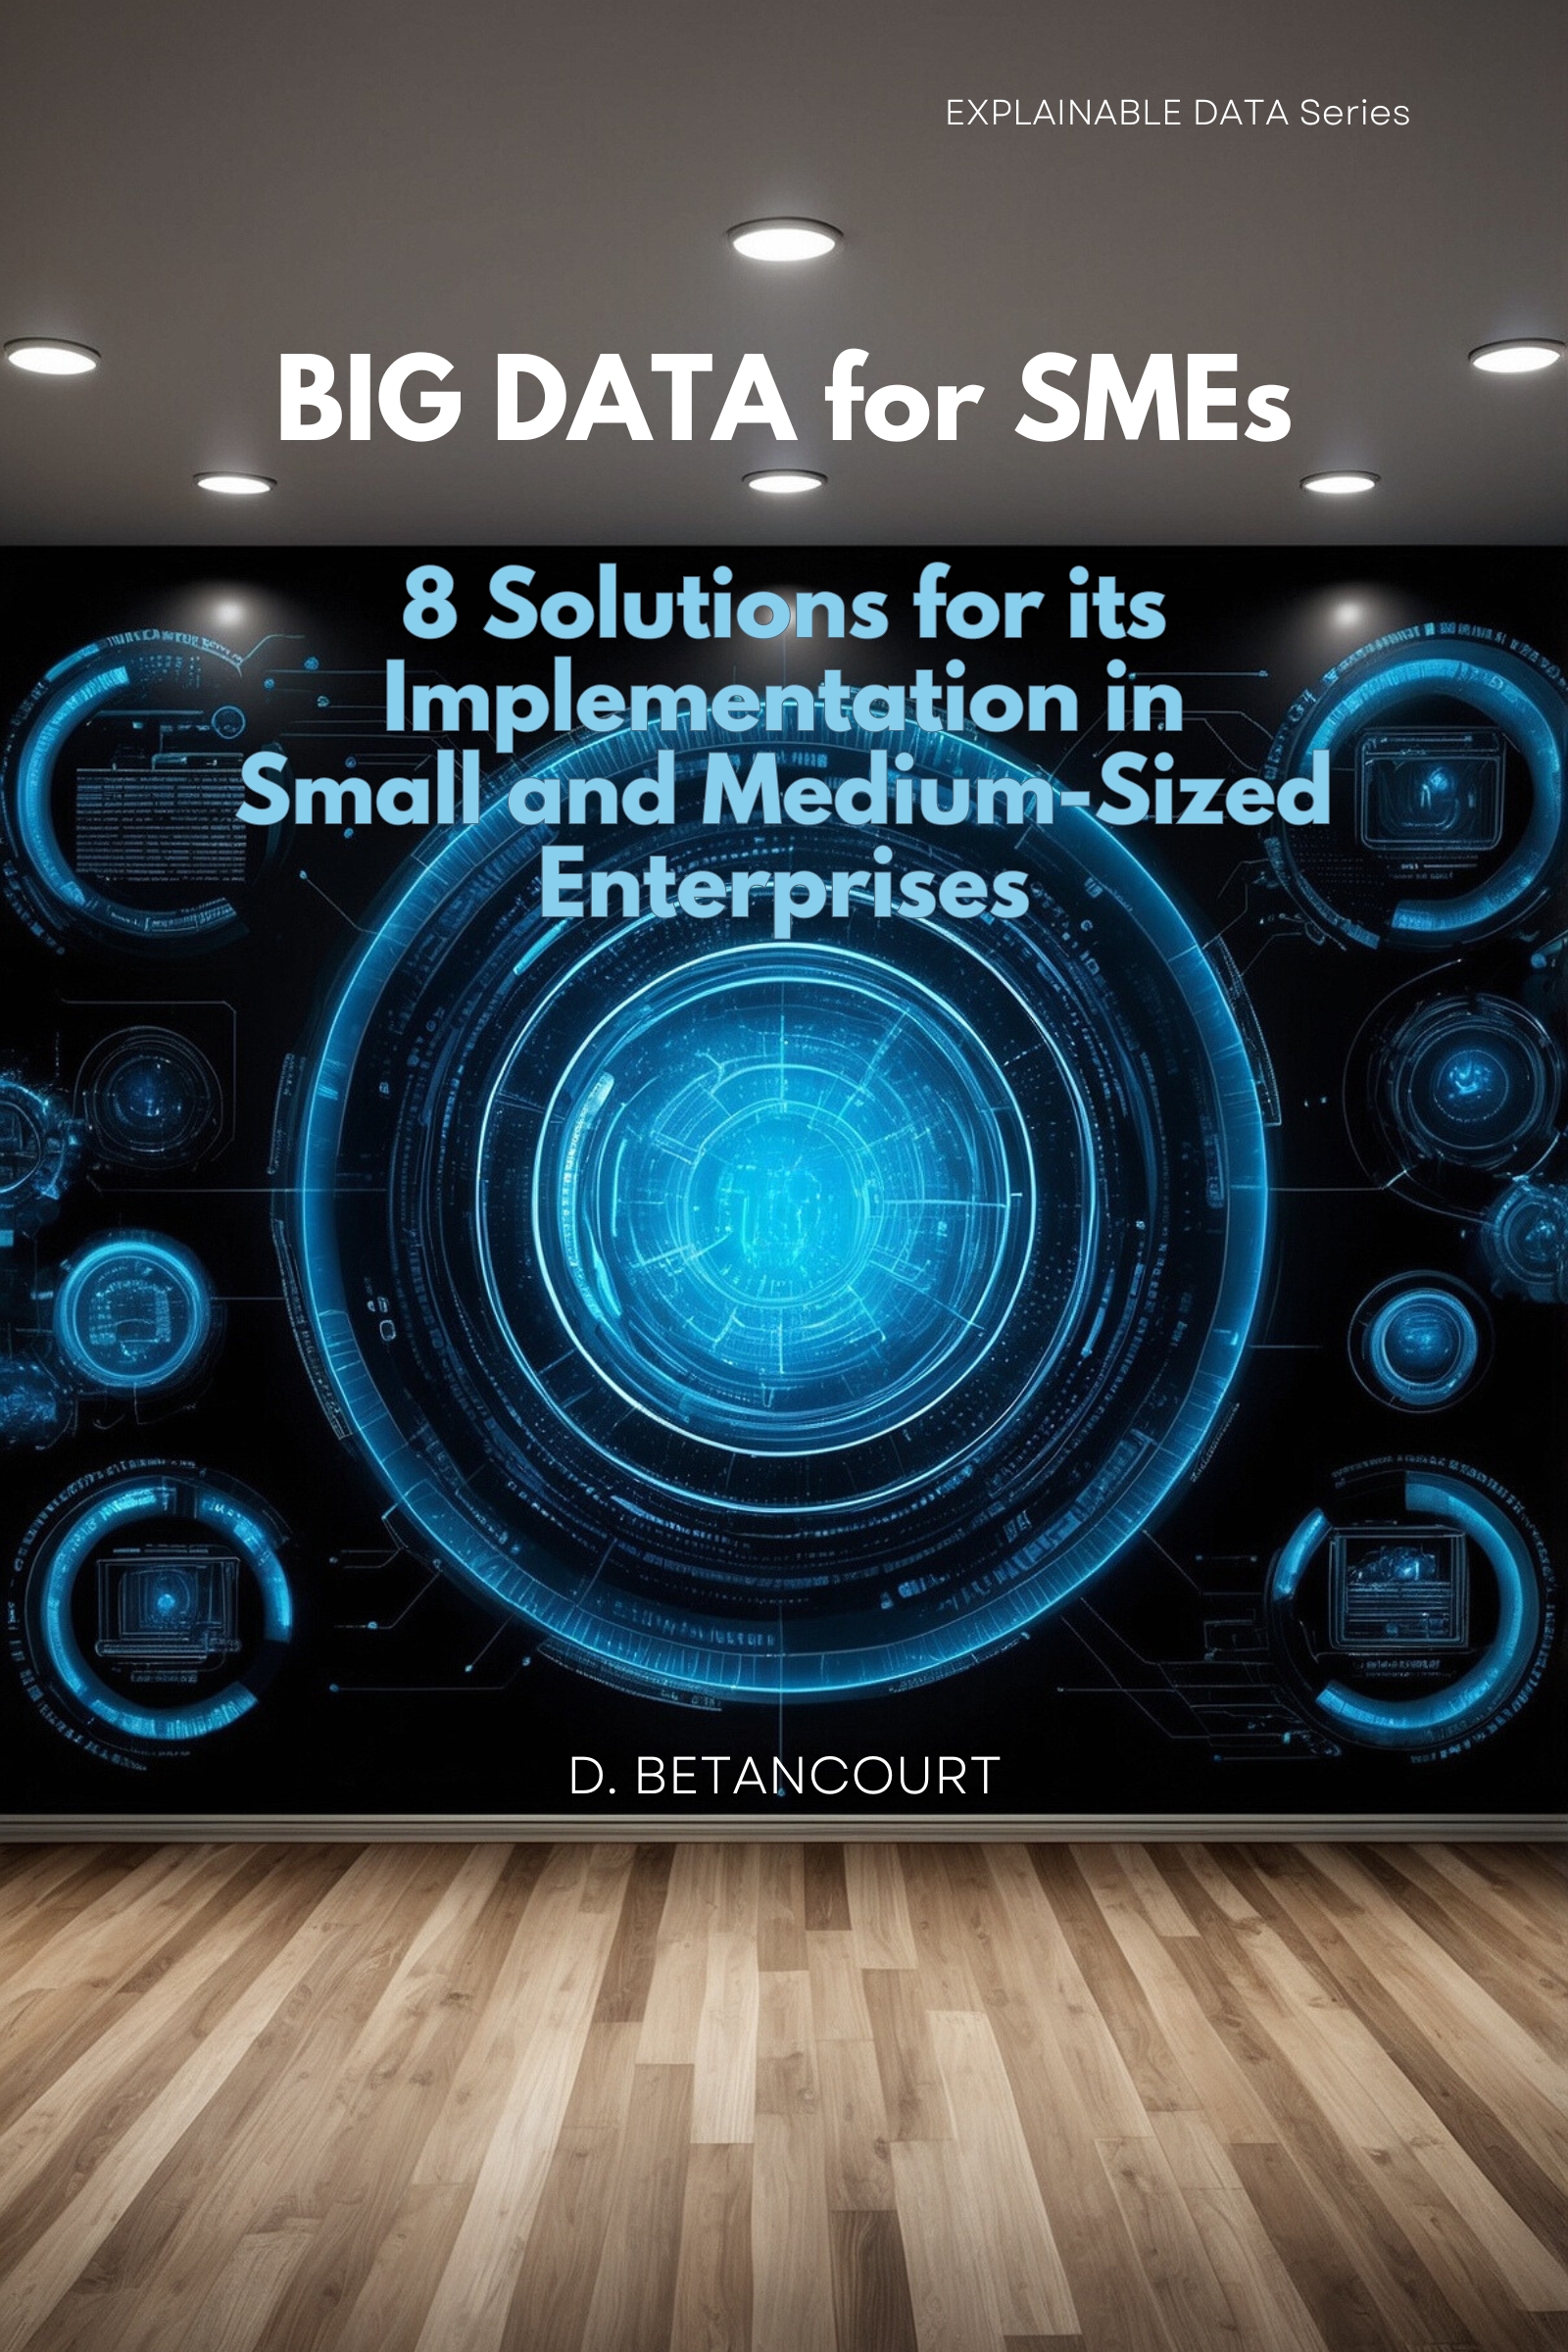 EXPLAINABLE DATA Series
BIG DATA for SMEs
8 Solutions for its
Implementation in
Small and Medium-Sized
Enterprises
D. BETANCOURT